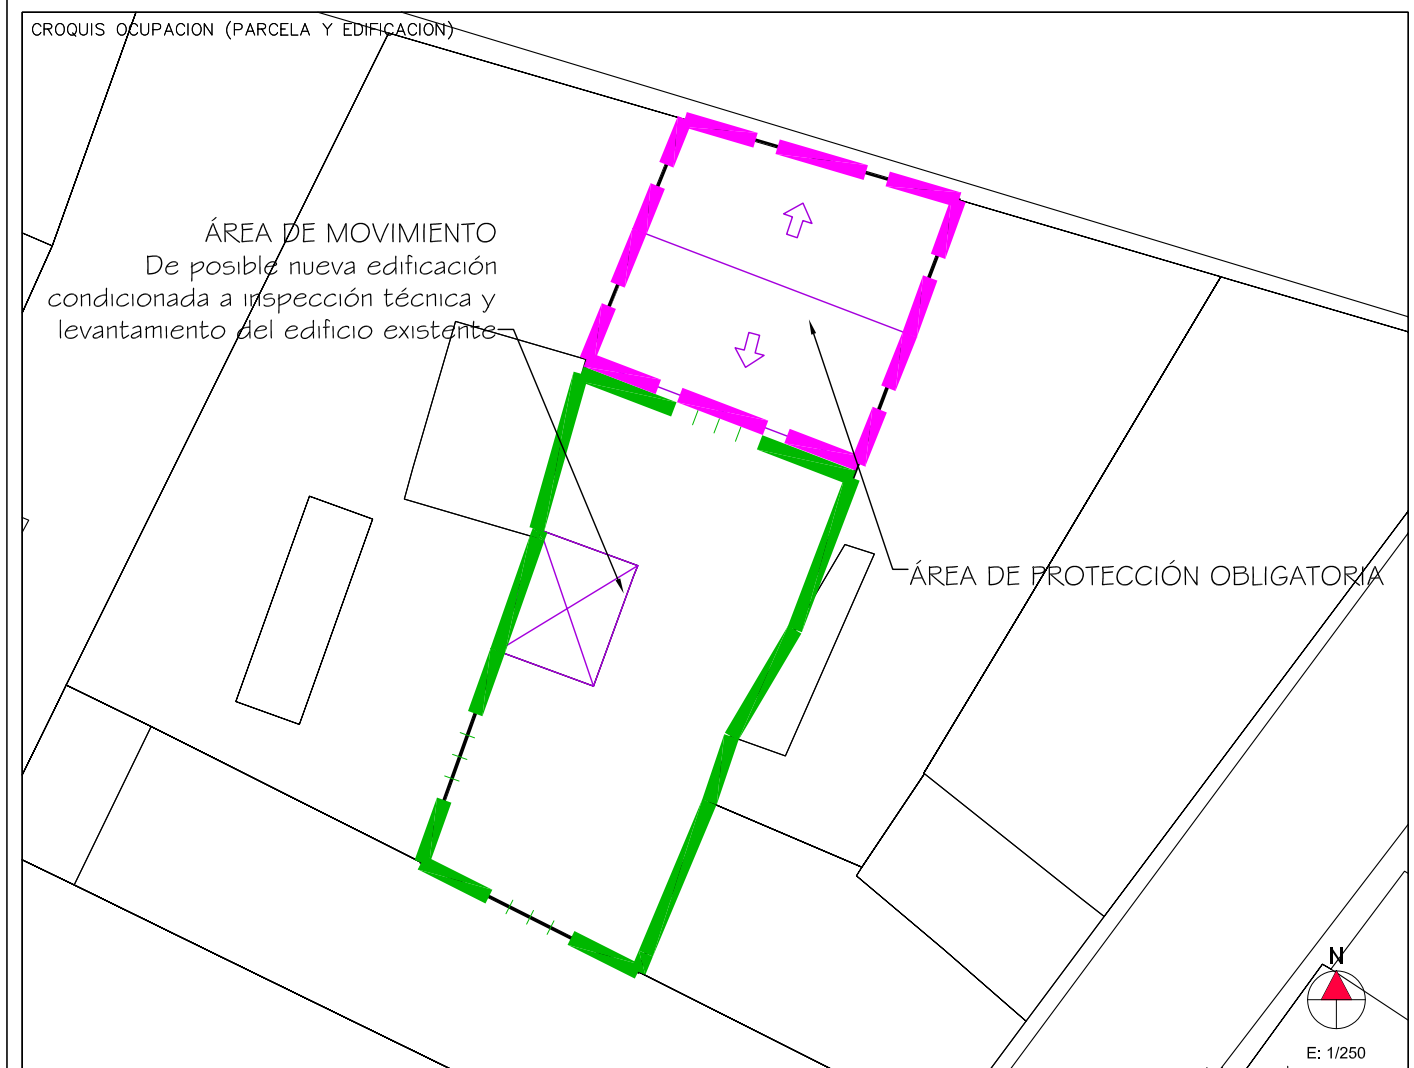 CROQUIS OCUPACION (PARCELA Y EDIFICACION)
ÁREA DE MOVIMIENTO
De posible nueva edificación
condicionada a inspección técnica y
levantamiento del edificio existente
ÁREA DE PROTECCIÓN OBLIGATORIA
N
E: 1/250